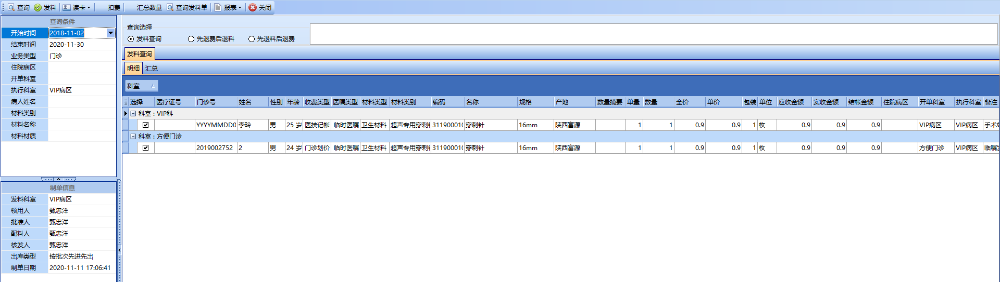 查询 发料 读卡 扣费 汇总数量 查询发料单 报表 关闭
查询条件
开始时间 2018-11-02
结束时间 2020-11-30
业务类型 门诊
住院病区
开单科室
执行科室 VIP病区
病人姓名
材料类别
材料名称
材料材质
制单信息
发料科室 VIP病区
领用人 甄忠洋
批准人 甄忠洋
配料人 甄忠洋
核发人 甄忠洋
出库类型 按批次先进先出
制单日期 2020-11-11 17:06:41
查询选择
发料查询 先退费后退料 先退料后退费
发料查询
明细 汇总
科室
选择 医疗证号 门诊号 姓名 性别 年龄 收费类型 医嘱类型 材料类型 材料类别 编码 名称 规格 产地 数量摘要 单量 数量 全价 单价 包装 单位 应收金额 实收金额 结帐金额 住院病区 开单科室 执行科室 备注
科室 : VIP科
YYYYMMDD0 李玲 男 25 岁 医技记帐 临时医嘱 卫生材料 超声专用穿刺 31190001 穿刺针 16mm 陕西富源 1 1 0.9 0.9 1 枚 0.9 0.9 0.9 VIP病区 VIP病区 手术
科室 : 方便门诊
2019002752 2 男 24 岁 门诊划价 临时医嘱 卫生材料 超声专用穿刺 31190001 穿刺针 16mm 陕西富源 1 1 0.9 0.9 1 枚 0.9 0.9 0.9 方便门诊 VIP病区 临嘱